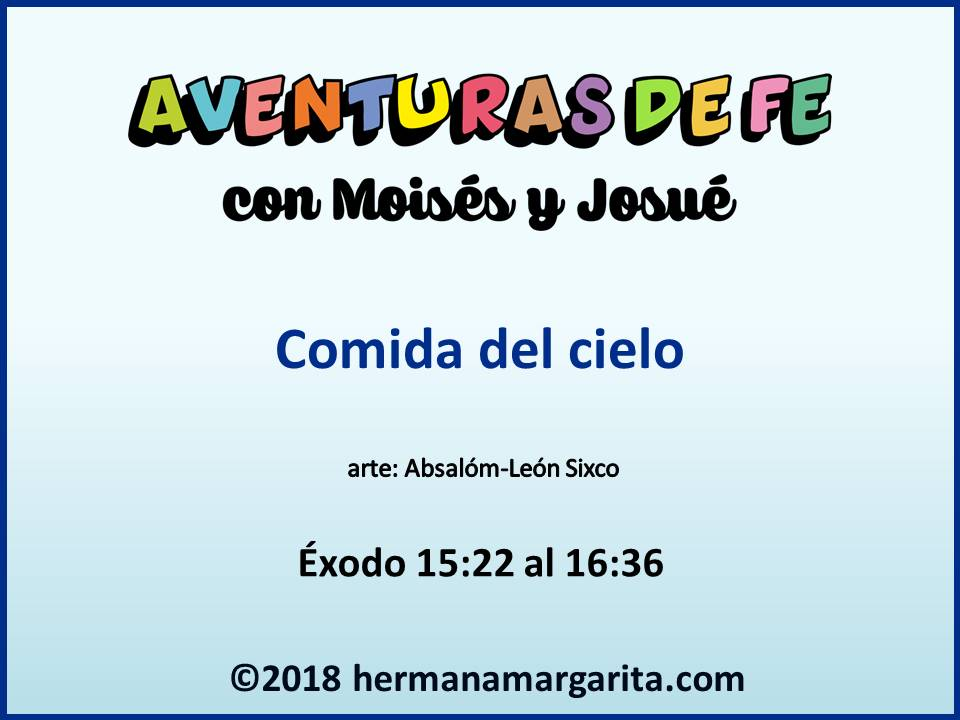 AVENTURAS DE FE
con Moisés y Josué
Comida del cielo
arte: Absalóm-León Sixco
Éxodo 15:22 al 16:36
©2018 hermanamargarita.com